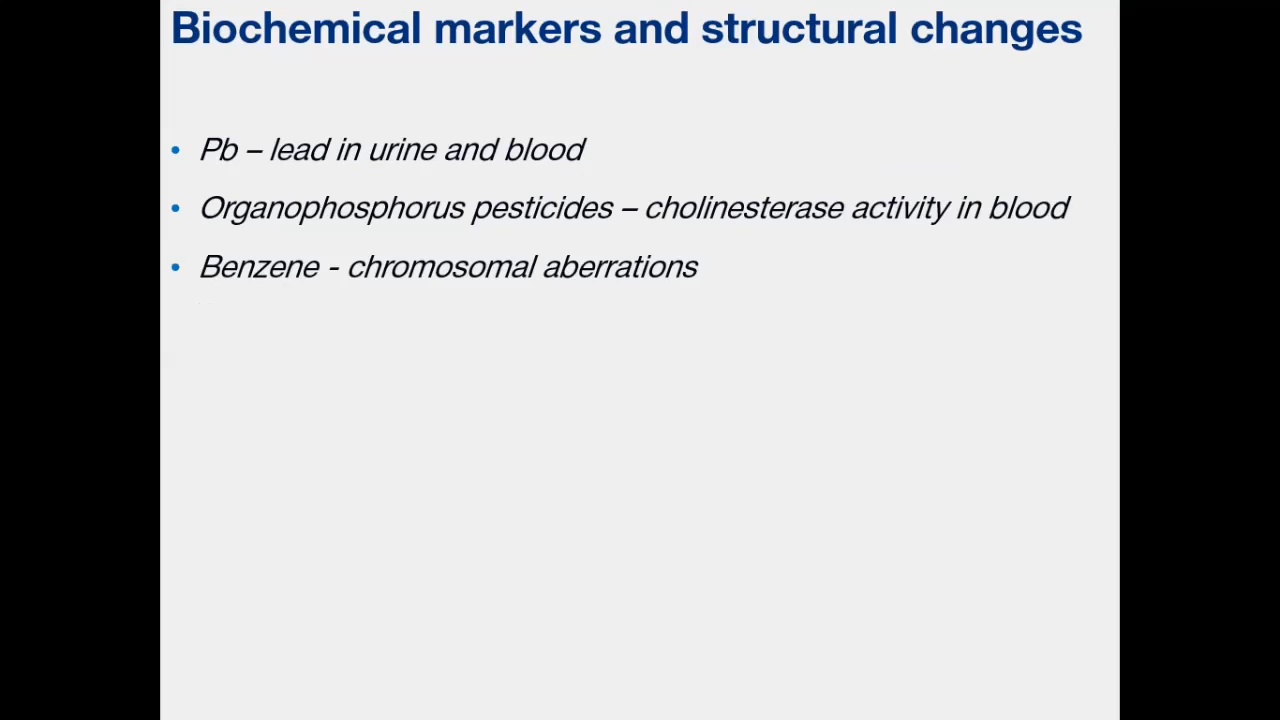 Biochemical markers and structural changes
• Pb – lead in urine and blood
• Organophosphorus pesticides – cholinesterase activity in blood
• Benzene - chromosomal aberrations